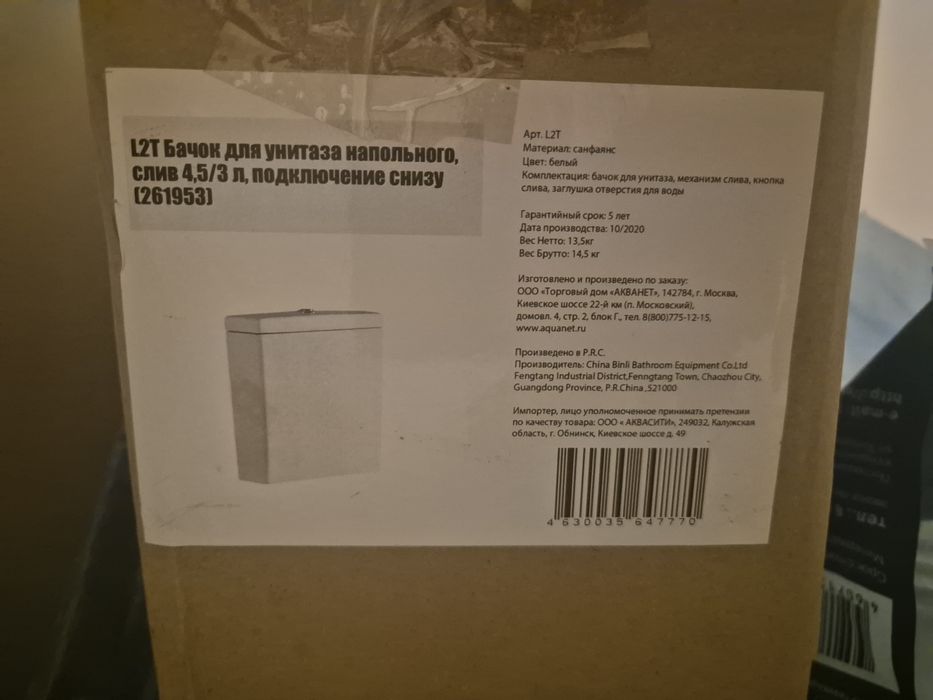 L2T Бачок для унитаза напольного,
слив 4,5/3 л, подключение снизу
(261953)
Арт. L2T
Материал: санфаянс
Цвет: белый
Комплектация: бачок для унитаза, механизм слива, кнопка
слива, заглушка отверстия для воды
Гарантийный срок: 5 лет
Дата производства: 10/2020
Вес Нетто: 13,5кг
Вес Брутто: 14,5 кг
Изготовлено и произведено по заказу:
ООО «Торговый дом «АКВАНЕТ», 142784, г. Москва,
Киевское шоссе 22-й км (п. Московский),
домовл. 4, стр. 2, блок Г., тел. 8(800)775-12-15,
www.aquanet.ru
Произведено в P.R.C.
Производитель: China Binli Bathroom Equipment Co.Ltd
Fengtang Industrial District,Fenngtang Town, Chaozhou City,
Guangdong Province, P.R.China ,521000
Импортер, лицо уполномоченное принимать претензии
по качеству товара: ООО « АКВАСИТИ», 249032, Калужская
область, г. Обнинск, Киевское шоссе д. 49
4 630035 647770
http://
e-mail
тел.: 8